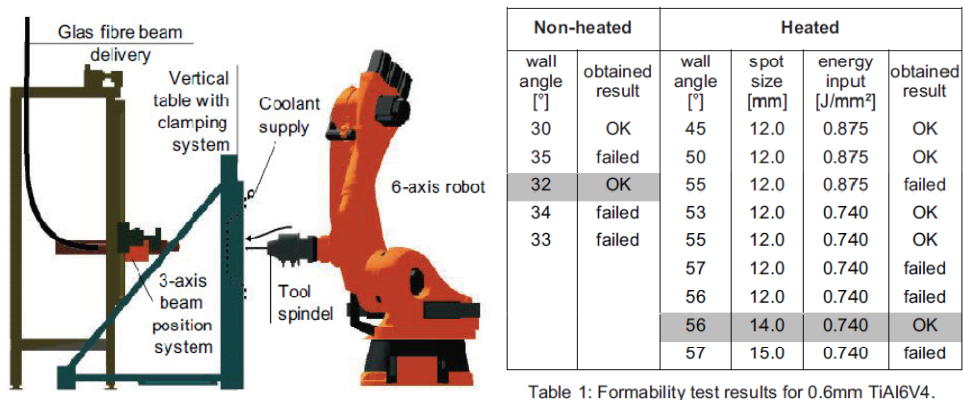 Glas fibre beam
delivery
Vertical
table with
clamping
system
Coolant
supply
6-axis robot
3-axis
beam
position
system
Tool
spindel
Non-heated Heated
wall angle [°] obtained result wall angle [°] spot size [mm] energy input [J/mm²] obtained result
30 OK 45 12.0 0.875 OK
35 failed 50 12.0 0.875 OK
32 OK 55 12.0 0.875 failed
34 failed 53 12.0 0.740 OK
33 failed 55 12.0 0.740 OK
57 12.0 0.740 failed
56 12.0 0.740 failed
56 14.0 0.740 OK
57 15.0 0.740 failed
Table 1: Formability test results for 0.6mm TiAl6V4.